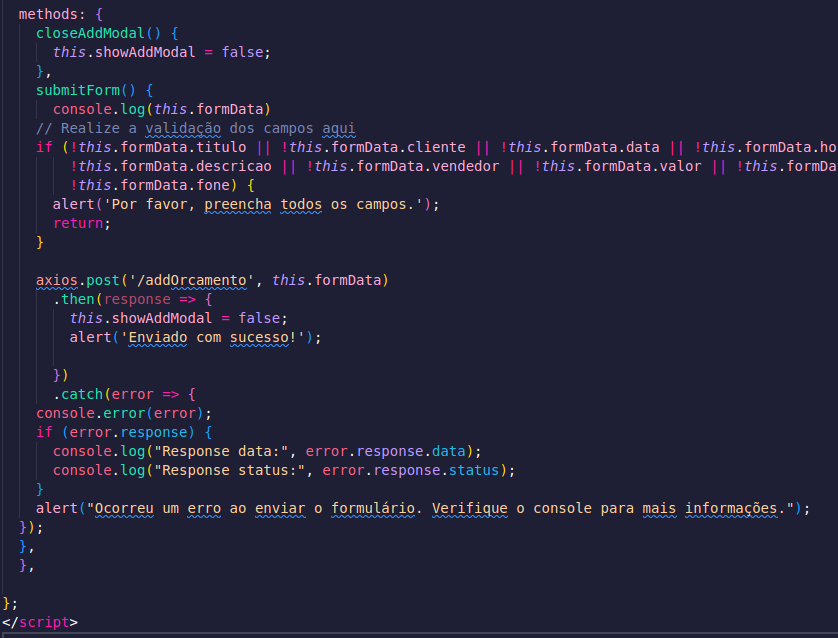 methods: {
closeAddModal() {
this.showAddModal = false;
},
submitForm() {
console.log(this.formData)
// Realize a validação dos campos aqui
if (!this.formData.titulo || !this.formData.cliente || !this.formData.data || !this.formData.ho
!this.formData.descricao || !this.formData.vendedor || !this.formData.valor || !this.formDa
!this.formData.fone) {
alert('Por favor, preencha todos os campos.');
return;
}
axios.post('/addOrcamento', this.formData)
.then(response => {
this.showAddModal = false;
alert('Enviado com sucesso!');
})
.catch(error => {
console.error(error);
if (error.response) {
console.log("Response data:", error.response.data);
console.log("Response status:", error.response.status);
}
alert("Ocorreu um erro ao enviar o formulário. Verifique o console para mais informações.");
});
},
},
};
</script>